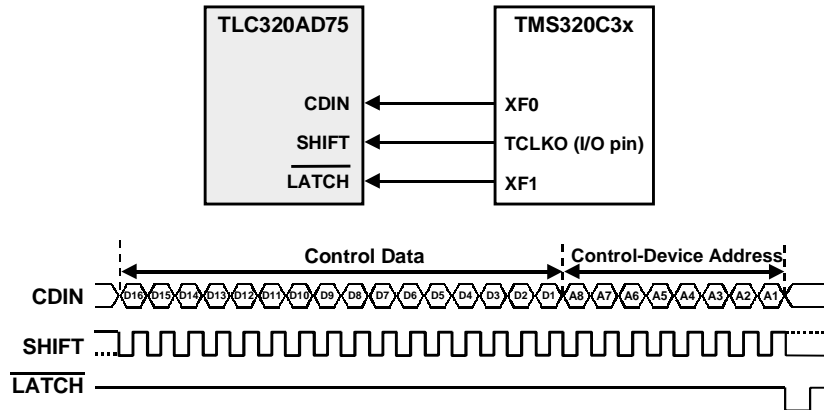 TLC320AD75 TMS320C3x
CDIN XF0
SHIFT TCLKO (I/O pin)
LATCH XF1
Control Data Control-Device Address
CDIN D16 D15 D14 D13 D12 D11 D10 D9 D8 D7 D6 D5 D4 D3 D2 D1 A8 A7 A6 A5 A4 A3 A2 A1
SHIFT
LATCH